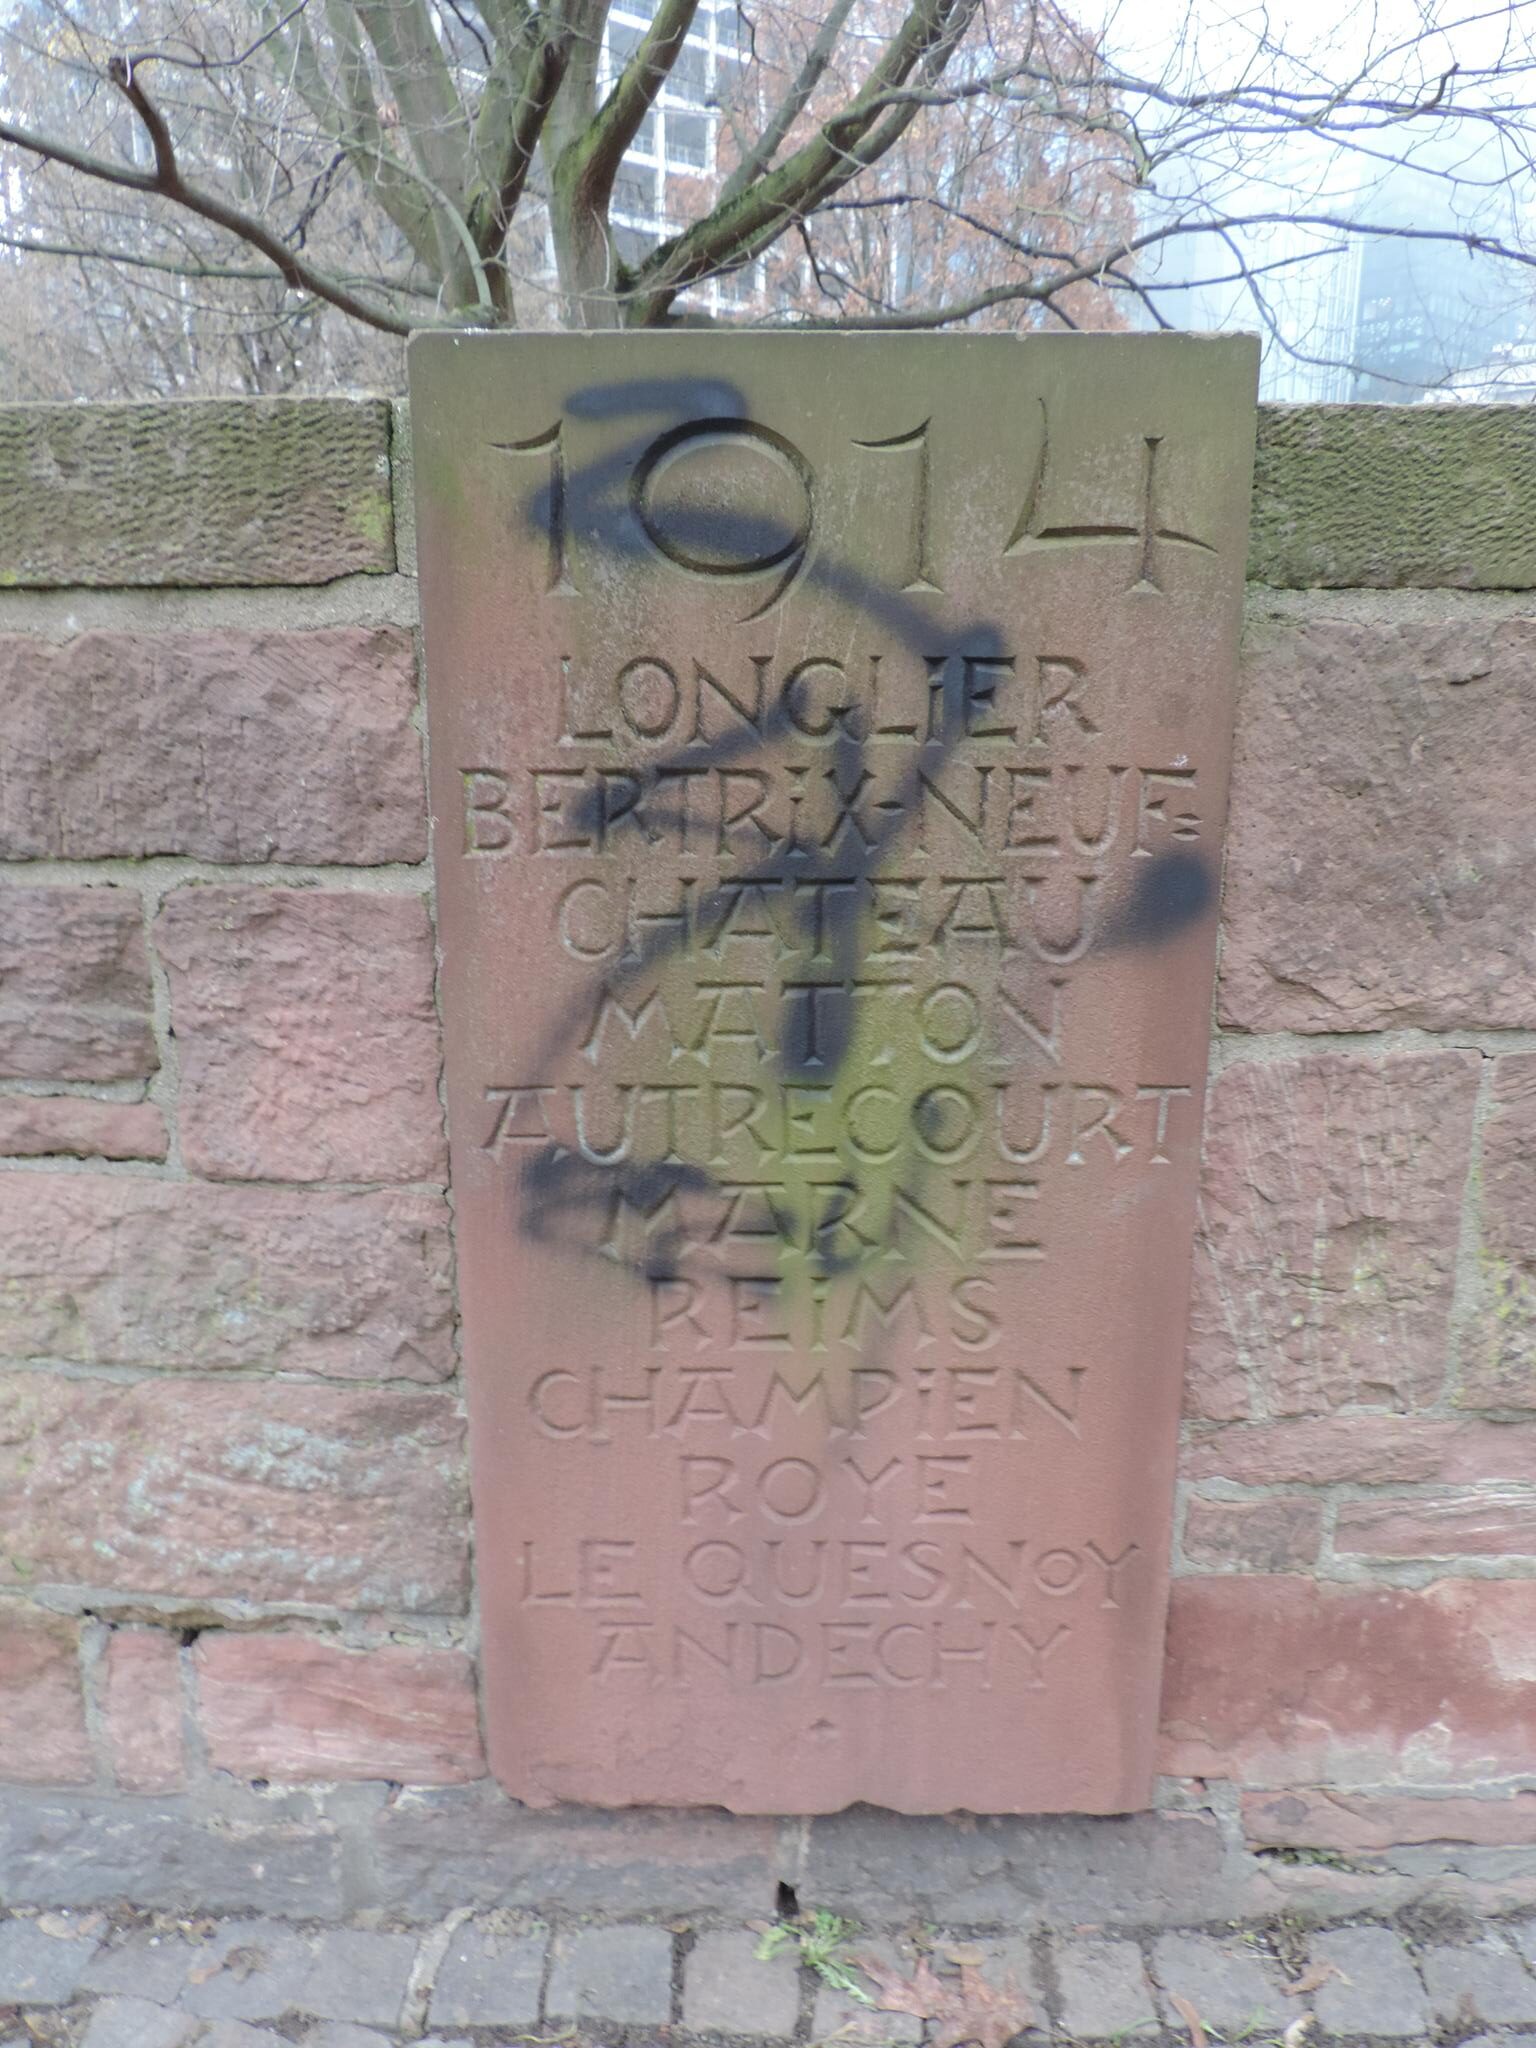 1914
LONGLIER
BERTRIX-NEUF=
CHATEAU
MATTON
AUTRECOURT
MARNE
REIMS
CHAMPIEN
ROYE
LE QUESNOY
ANDECHY